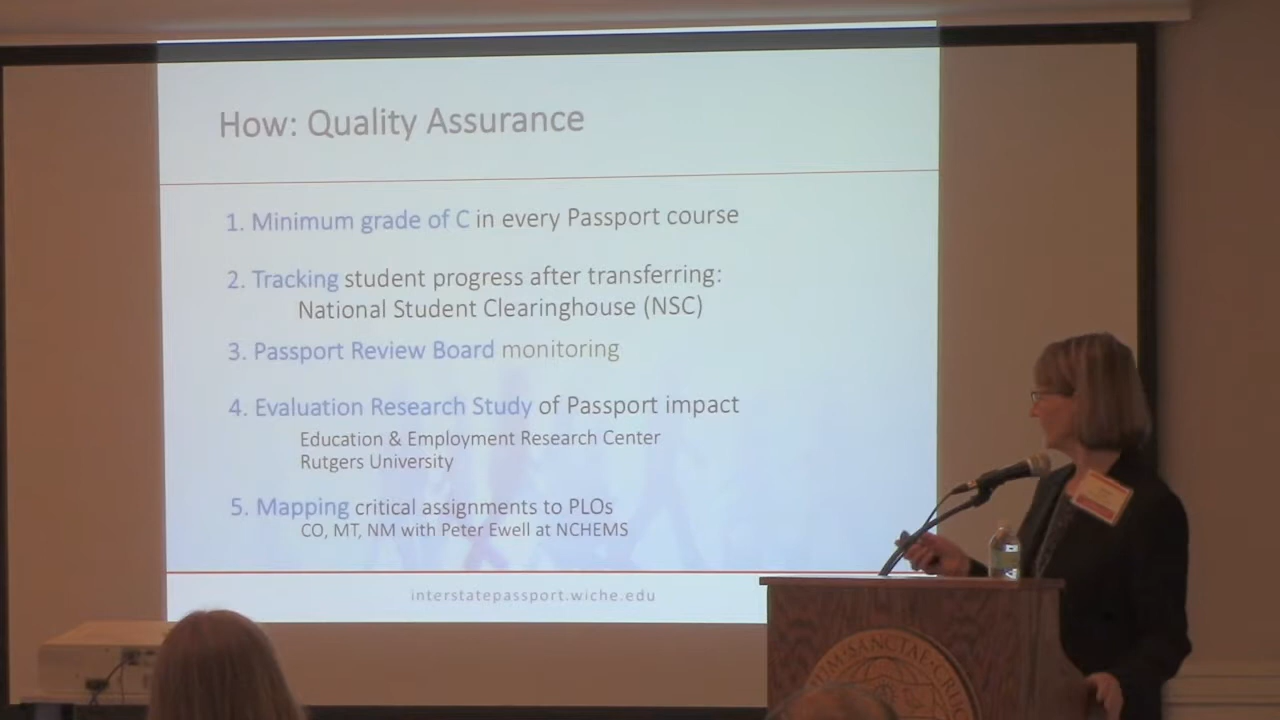 How: Quality Assurance
1. Minimum grade of C in every Passport course
2. Tracking student progress after transferring:
National Student Clearinghouse (NSC)
3. Passport Review Board monitoring
4. Evaluation Research Study of Passport impact
Education & Employment Research Center
Rutgers University
5. Mapping critical assignments to PLOs
CO, MT, NM with Peter Ewell at NCHEMS
interstatepassport.wiche.edu
SANCTAE